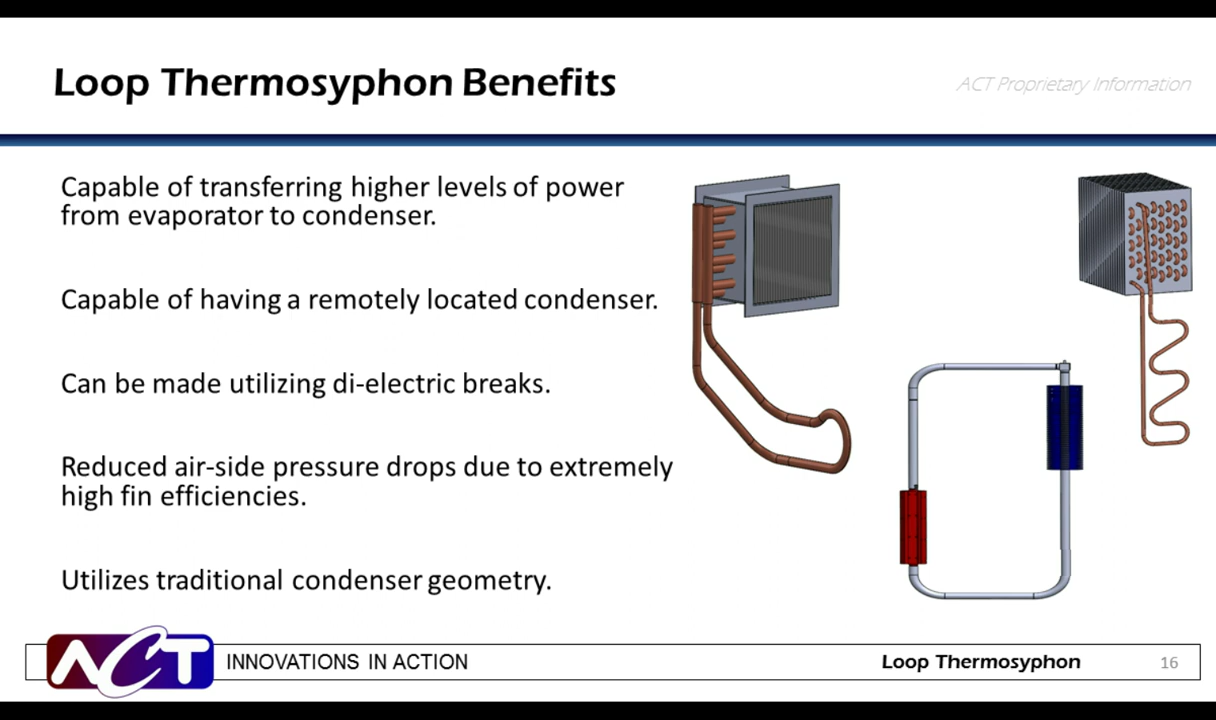 Loop Thermosyphon Benefits
ACT Proprietary Information
Capable of transferring higher levels of power
from evaporator to condenser.
Capable of having a remotely located condenser.
Can be made utilizing di-electric breaks.
Reduced air-side pressure drops due to extremely
high fin efficiencies.
Utilizes traditional condenser geometry.
ACT
INNOVATIONS IN ACTION
Loop Thermosyphon
16